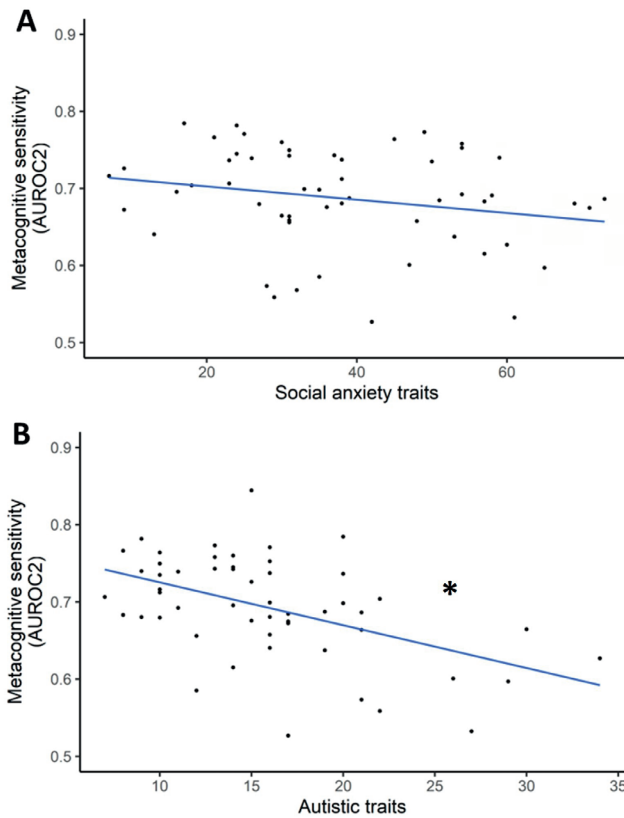 A
0.9
0.8
0.7
0.6
0.5
Metacognitive sensitivity
(AUROC2)
20
40
60
Social anxiety traits
B
0.9
0.8
0.7
0.6
0.5
Metacognitive sensitivity
(AUROC2)
*
10
15
20
25
30
35
Autistic traits